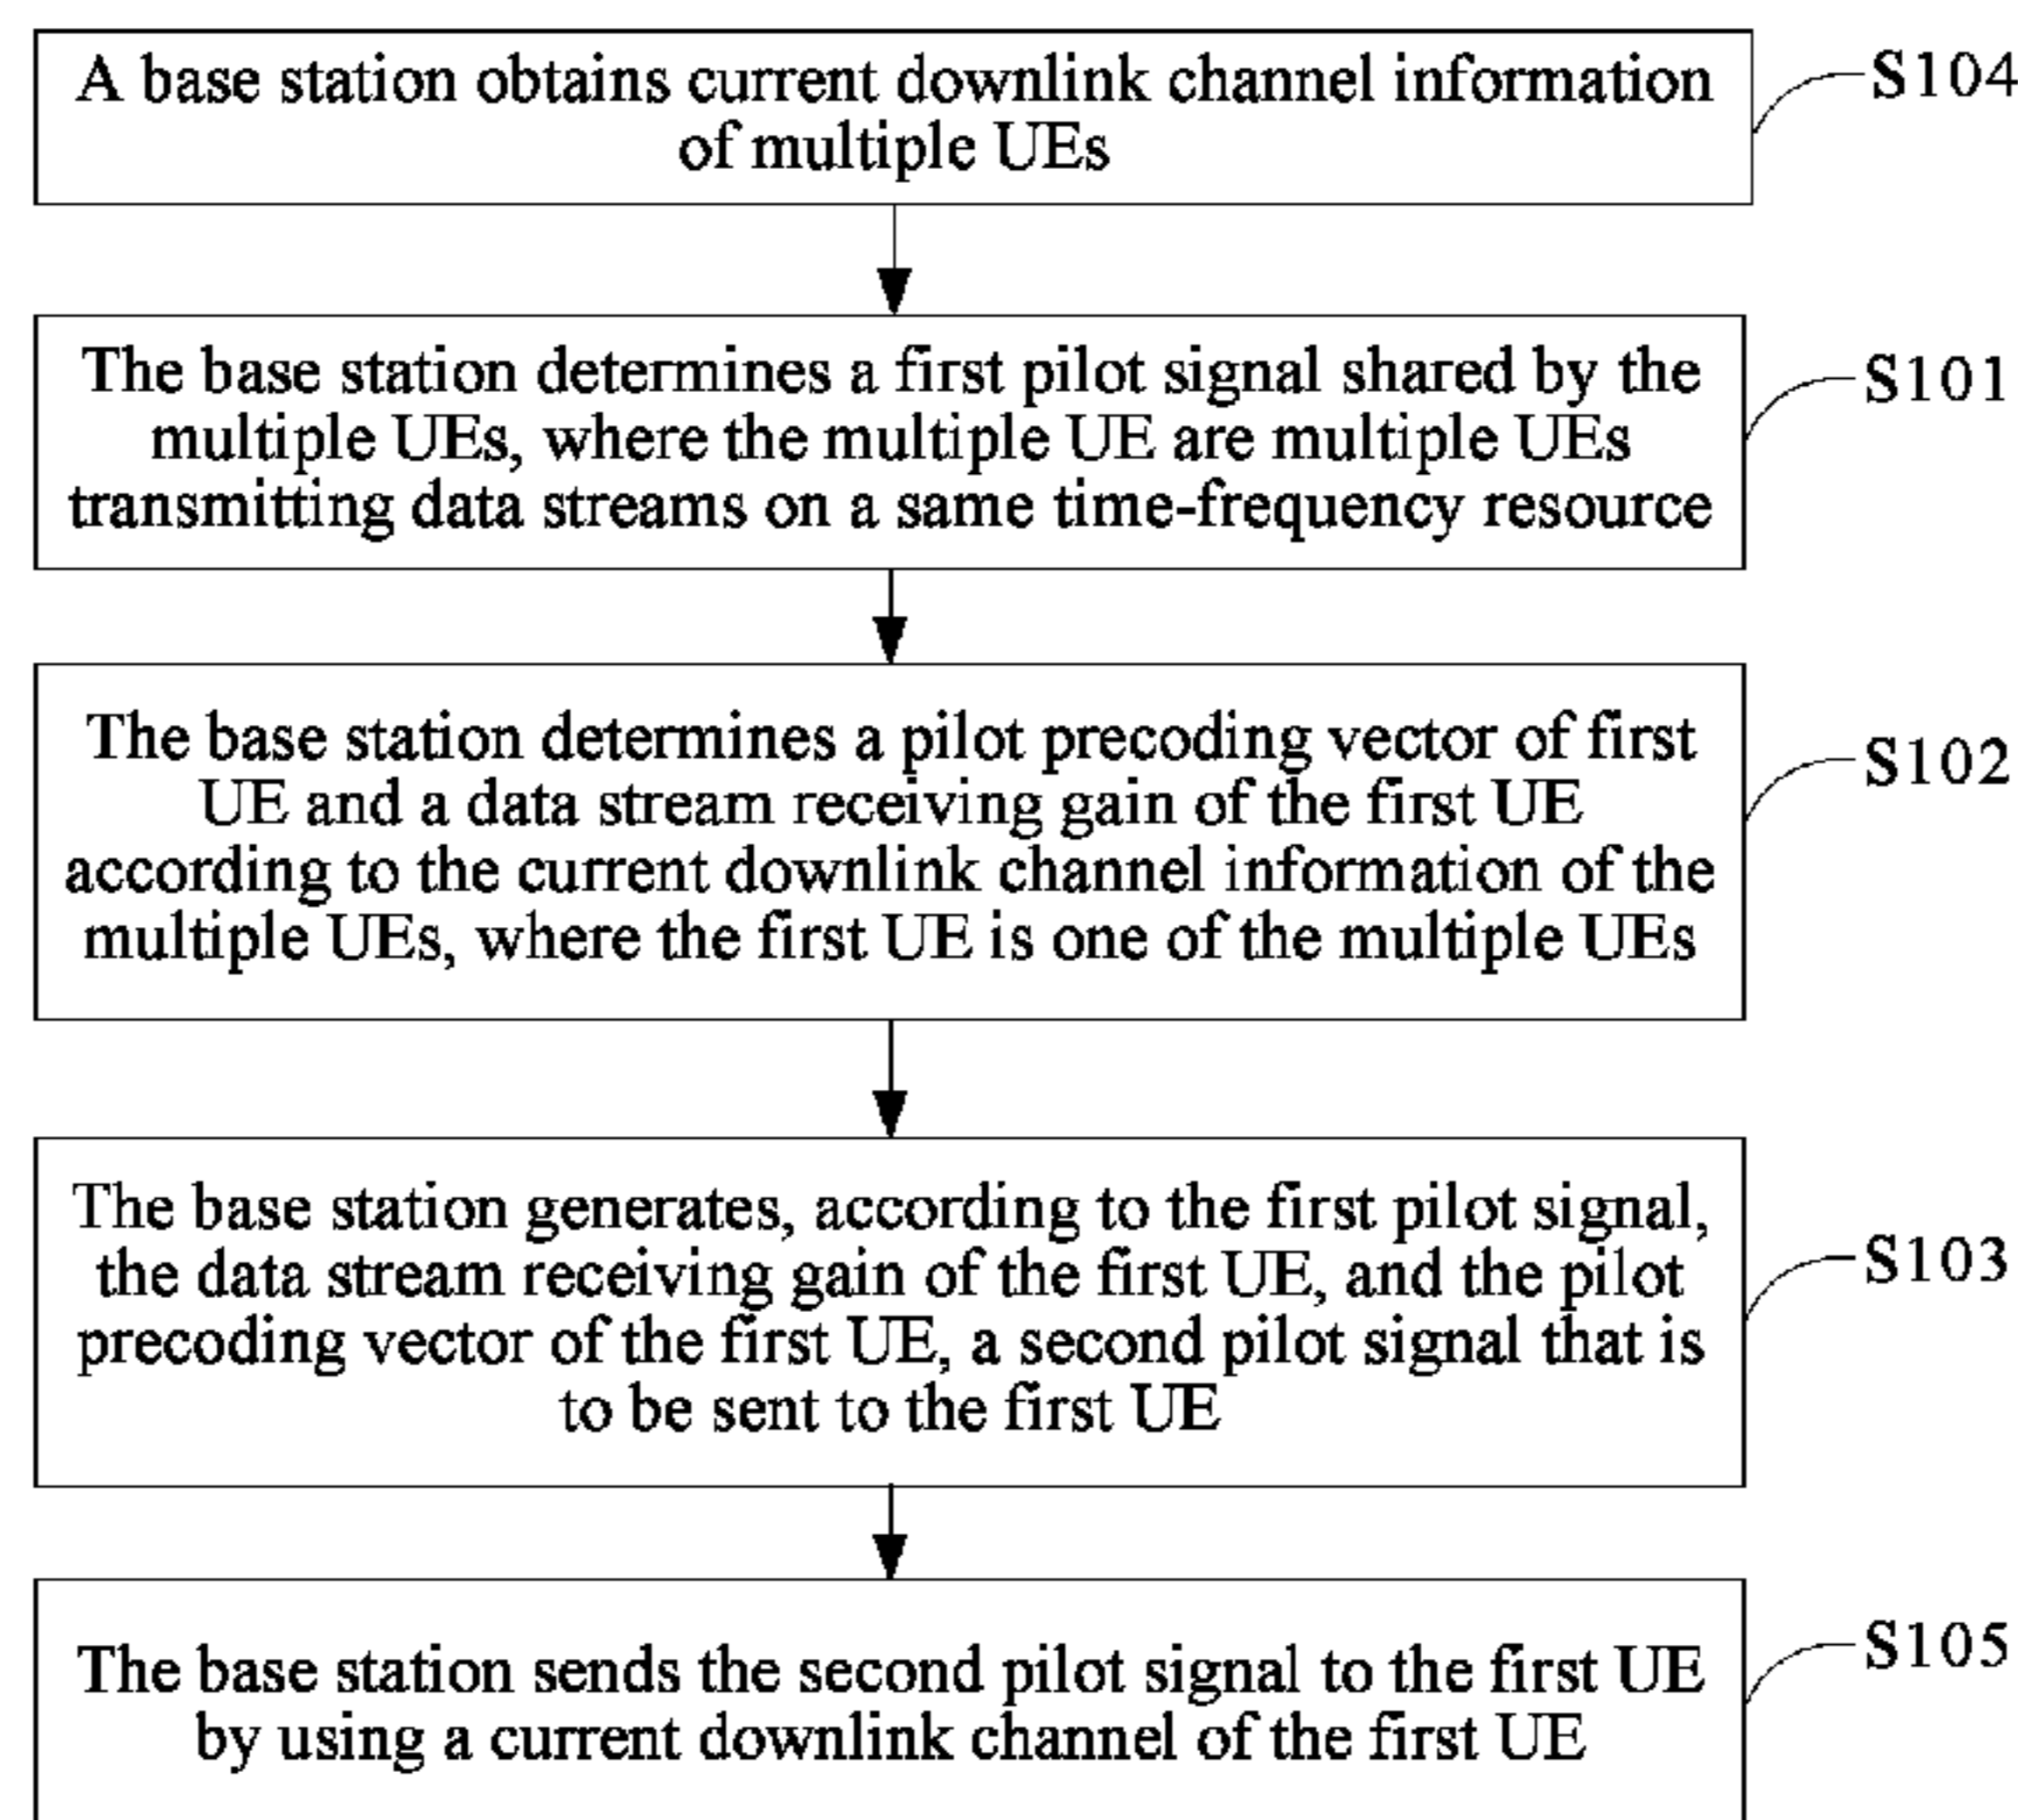 A base station obtains current downlink channel information
of multiple UEs
S104
The base station determines a first pilot signal shared by the
multiple UEs, where the multiple UE are multiple UEs
transmitting data streams on a same time-frequency resource
S101
The base station determines a pilot precoding vector of first
UE and a data stream receiving gain of the first UE
according to the current downlink channel information of the
multiple UEs, where the first UE is one of the multiple UEs
S102
The base station generates, according to the first pilot signal,
the data stream receiving gain of the first UE, and the pilot
precoding vector of the first UE, a second pilot signal that is
to be sent to the first UE
S103
The base station sends the second pilot signal to the first UE
by using a current downlink channel of the first UE
S105